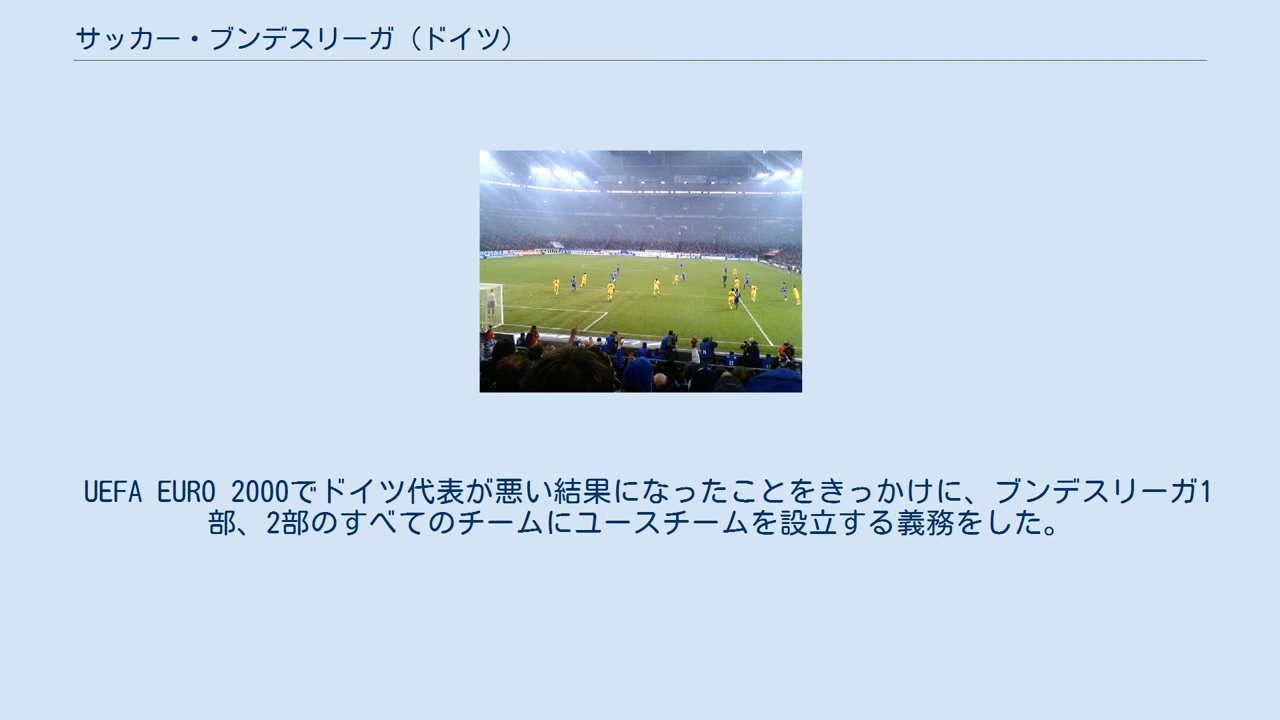 サッカー・ブンデスリーガ（ドイツ）
UEFA EURO 2000でドイツ代表が悪い結果になったことをきっかけに、ブンデスリーガ1
部、2部のすべてのチームにユースチームを設立する義務をした。